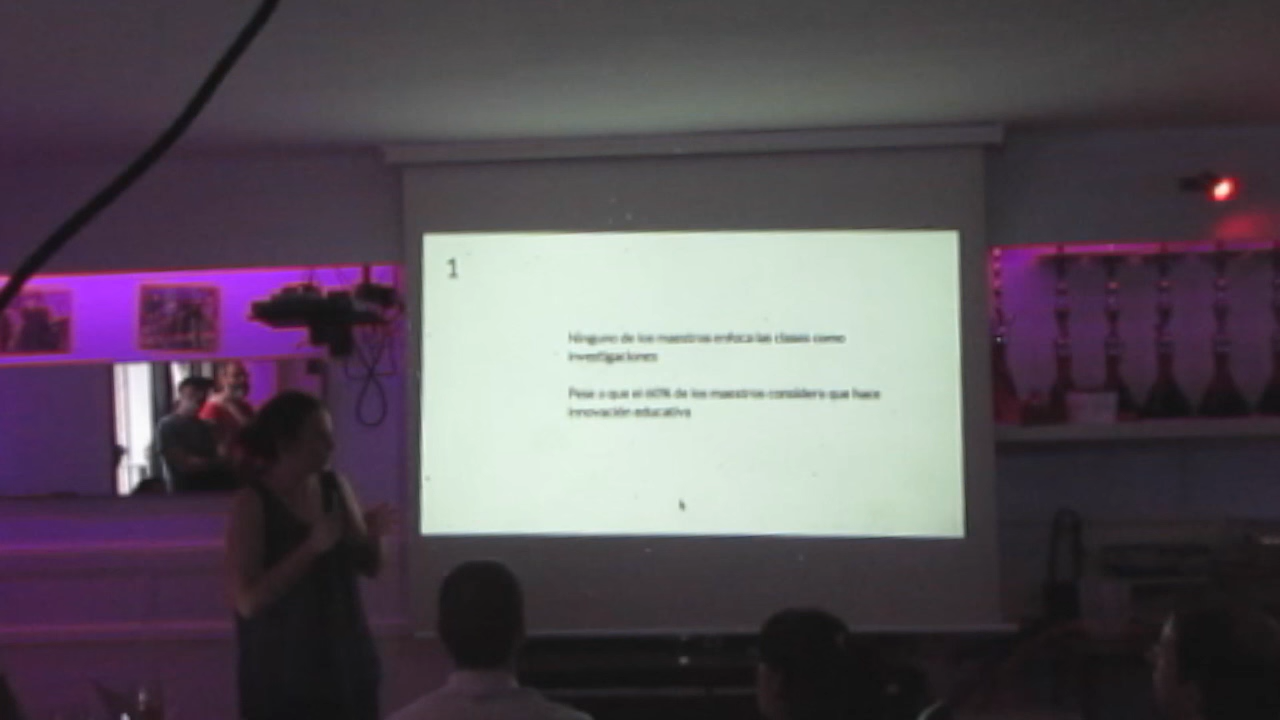 1
Ninguno de los maestros enfoca las clases como
investigaciones
Pese a que el 60% de los maestros considera que hace
innovación educativa